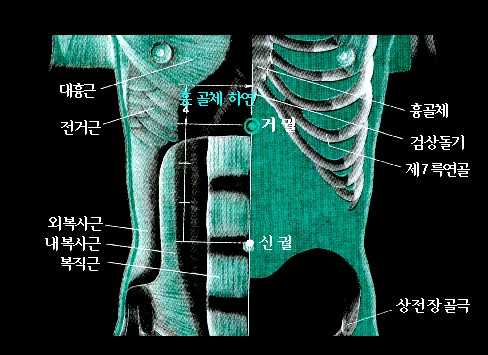 대흉근
흉골체 하연
흉골체
전거근
거궐
검상돌기
제7륵연골
외복사근
내복사근
신궐
복직근
상전장골극